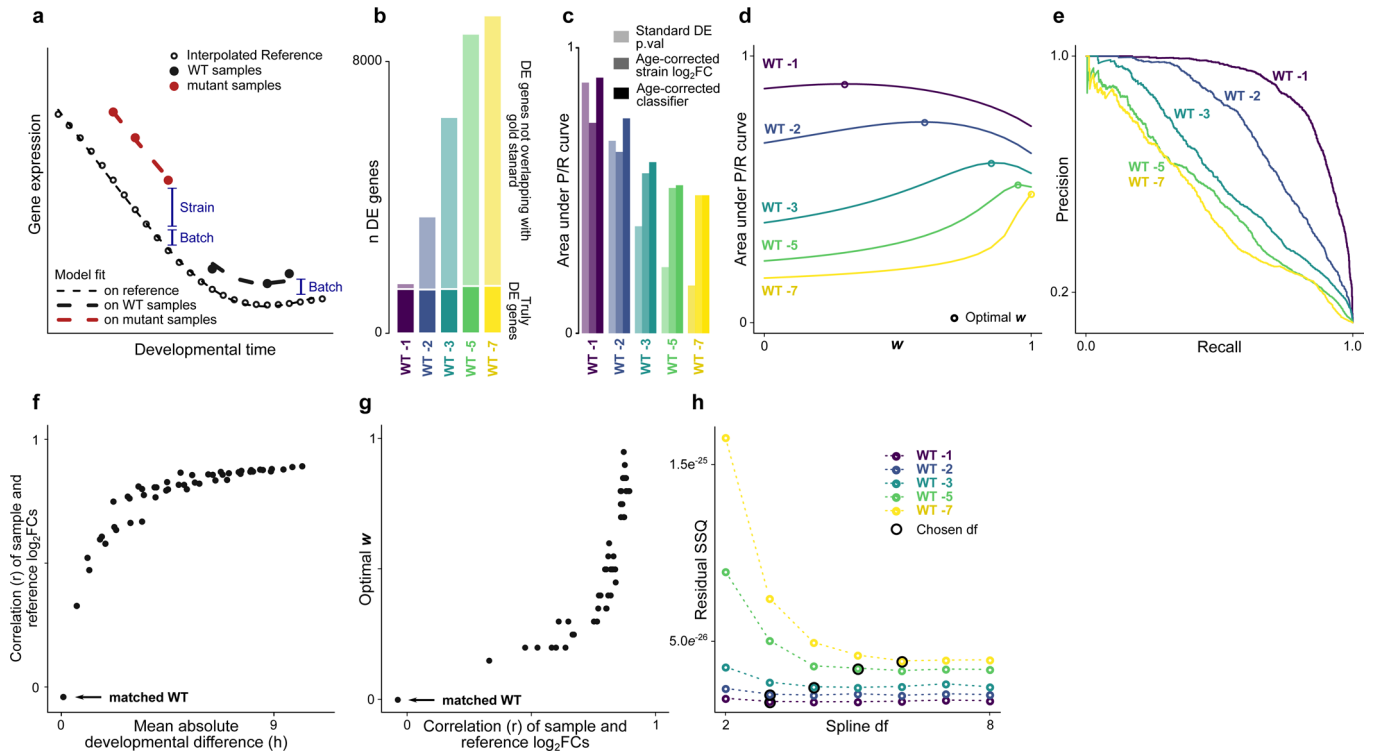 a
Interpolated Reference
WT samples
mutant samples
Gene expression
Strain
Batch
Batch
Model fit
on reference
on WT samples
on mutant samples
Developmental time
b
8000
0
n DE genes
DE genes not overlapping with
gold standard
Truly
DE genes
WT -1
WT -2
WT -3
WT -5
WT -7
c
1
0
Area under P/R curve
Standard DE
p.val
Age-corrected
strain log₂FC
Age-corrected
classifier
WT -1
WT -2
WT -3
WT -5
WT -7
d
1
0
Area under P/R curve
WT -1
WT -2
WT -3
WT -5
WT -7
Optimal w
0
w
1
e
1.0
0.2
Precision
WT -1
WT -2
WT -3
WT -5
WT -7
0.0
Recall
1.0
f
1
0
Correlation (r) of sample and
reference log₂FCs
matched WT
0
9
Mean absolute
developmental difference (h)
g
1
0
Optimal w
matched WT
0
1
Correlation (r) of sample and
reference log₂FCs
h
1.5e⁻²⁵
5.0e⁻²⁶
Residual SSQ
WT -1
WT -2
WT -3
WT -5
WT -7
Chosen df
2
Spline df
8